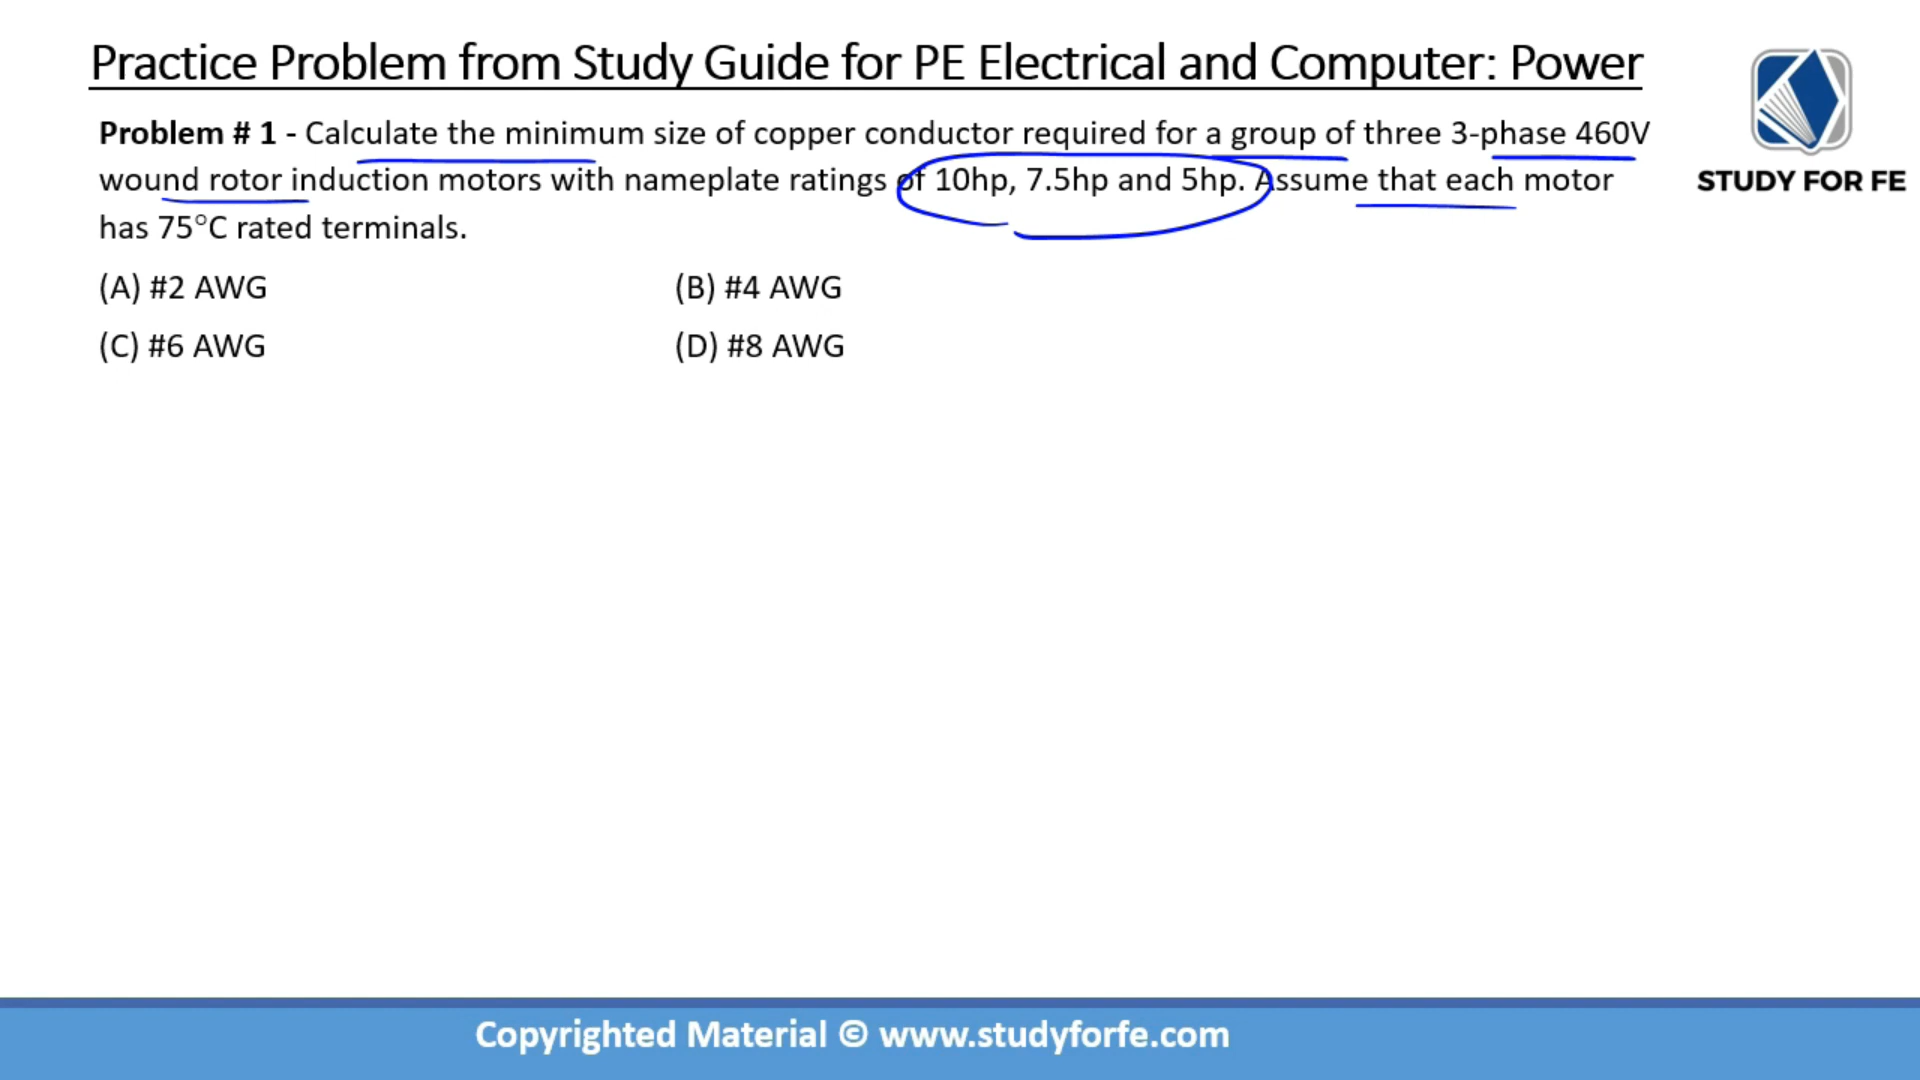 Practice Problem from Study Guide for PE Electrical and Computer: Power
Problem # 1 - Calculate the minimum size of copper conductor required for a group of three 3-phase 460V
wound rotor induction motors with nameplate ratings of 10hp, 7.5hp and 5hp. Assume that each motor
has 75°C rated terminals.
(A) #2 AWG
(B) #4 AWG
(C) #6 AWG
(D) #8 AWG
STUDY FOR FE
Copyrighted Material © www.studyforfe.com